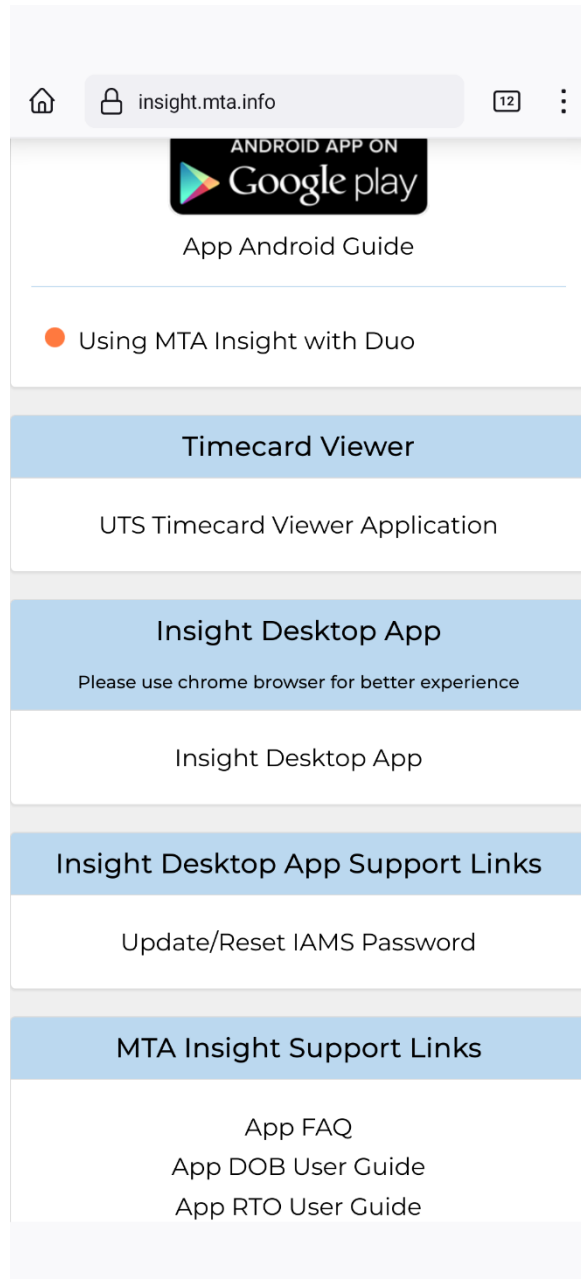 insight.mta.info
12
ANDROID APP ON
Google play
App Android Guide
Using MTA Insight with Duo
Timecard Viewer
UTS Timecard Viewer Application
Insight Desktop App
Please use chrome browser for better experience
Insight Desktop App
Insight Desktop App Support Links
Update/Reset IAMS Password
MTA Insight Support Links
App FAQ
App DOB User Guide
App RTO User Guide